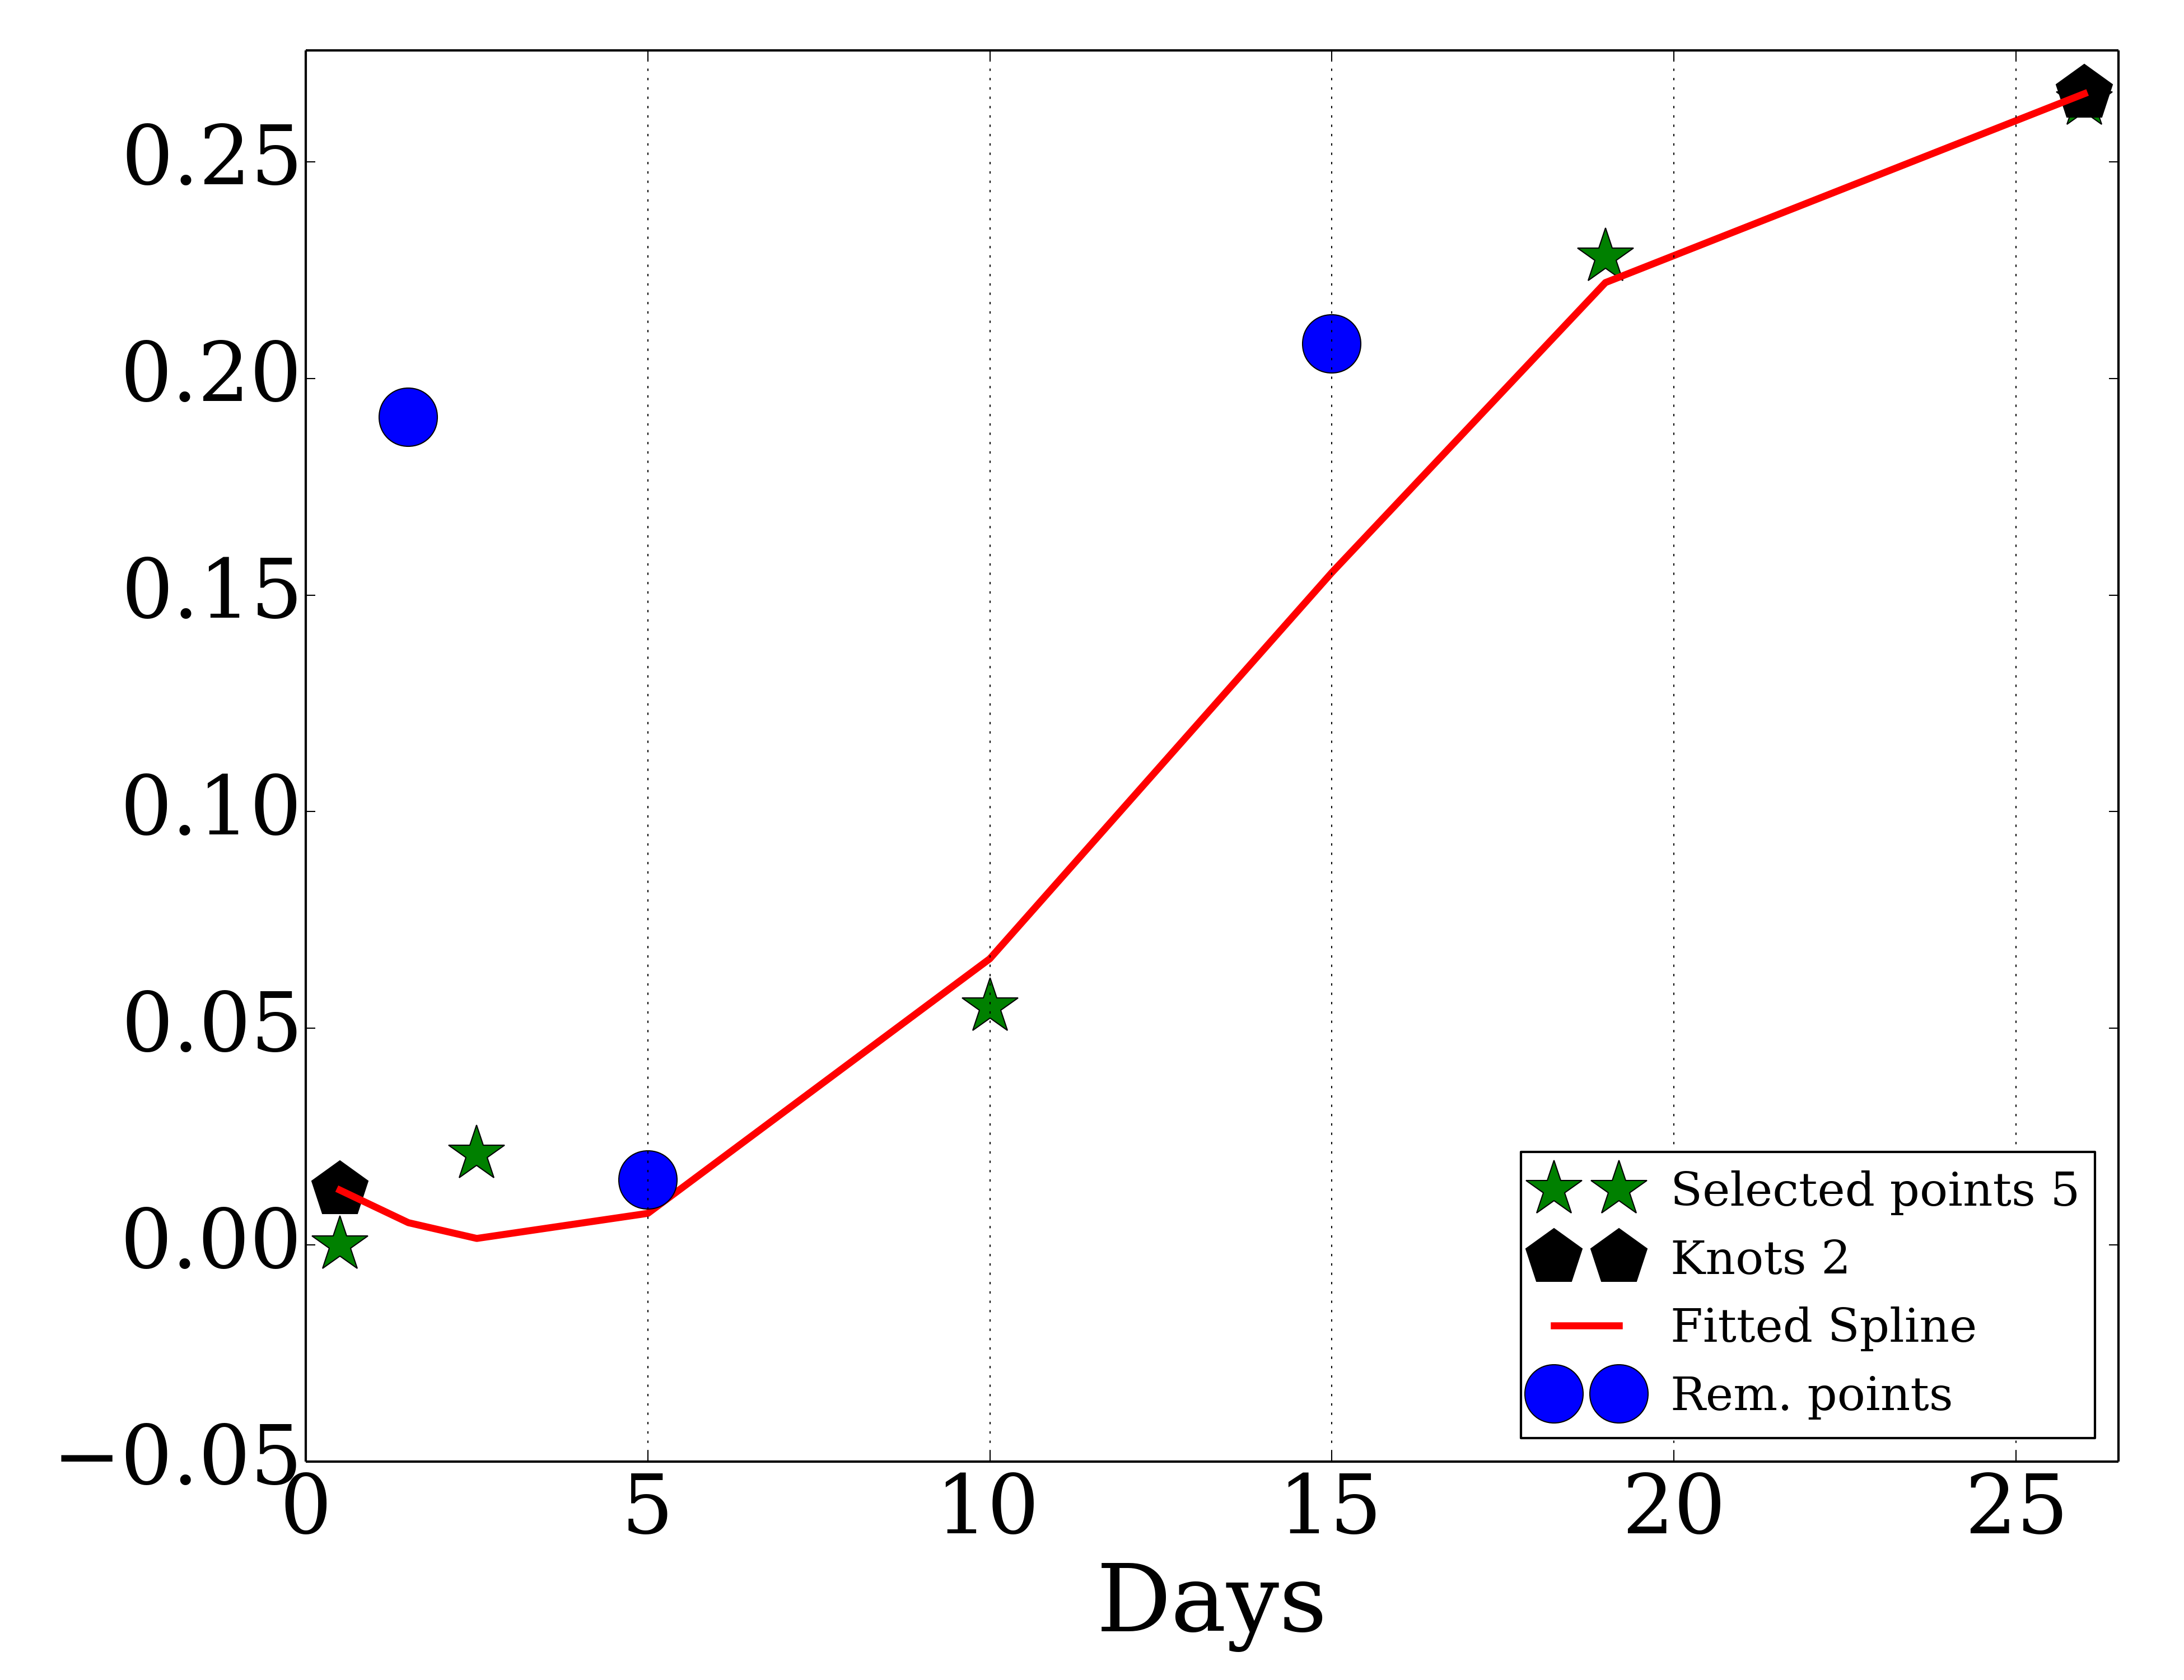 0.25
0.20
0.15
0.10
0.05
0.00
−0.05
0 5 10 15 20 25
Days
Selected points 5
Knots 2
Fitted Spline
Rem. points